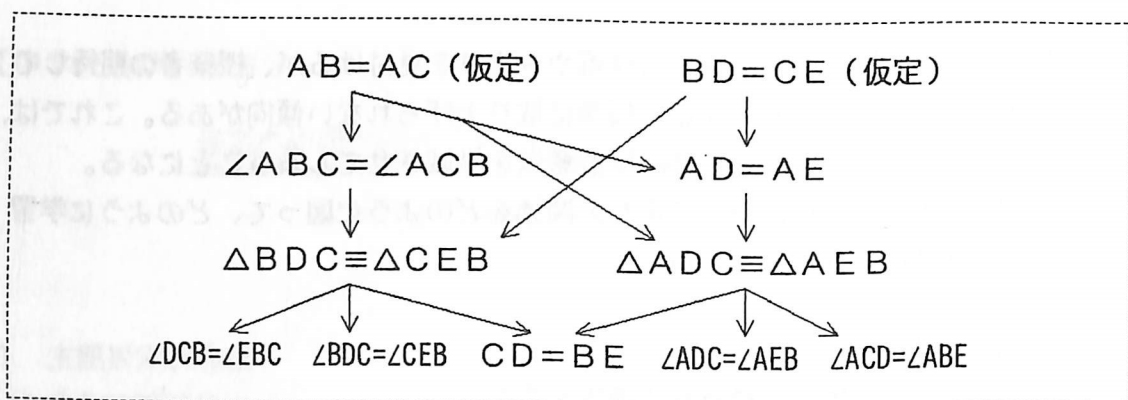 AB=AC（仮定） BD=CE（仮定）
∠ABC=∠ACB AD=AE
△BDC≡△CEB △ADC≡△AEB
∠DCB=∠EBC ∠BDC=∠CEB CD=BE ∠ADC=∠AEB ∠ACD=∠ABE